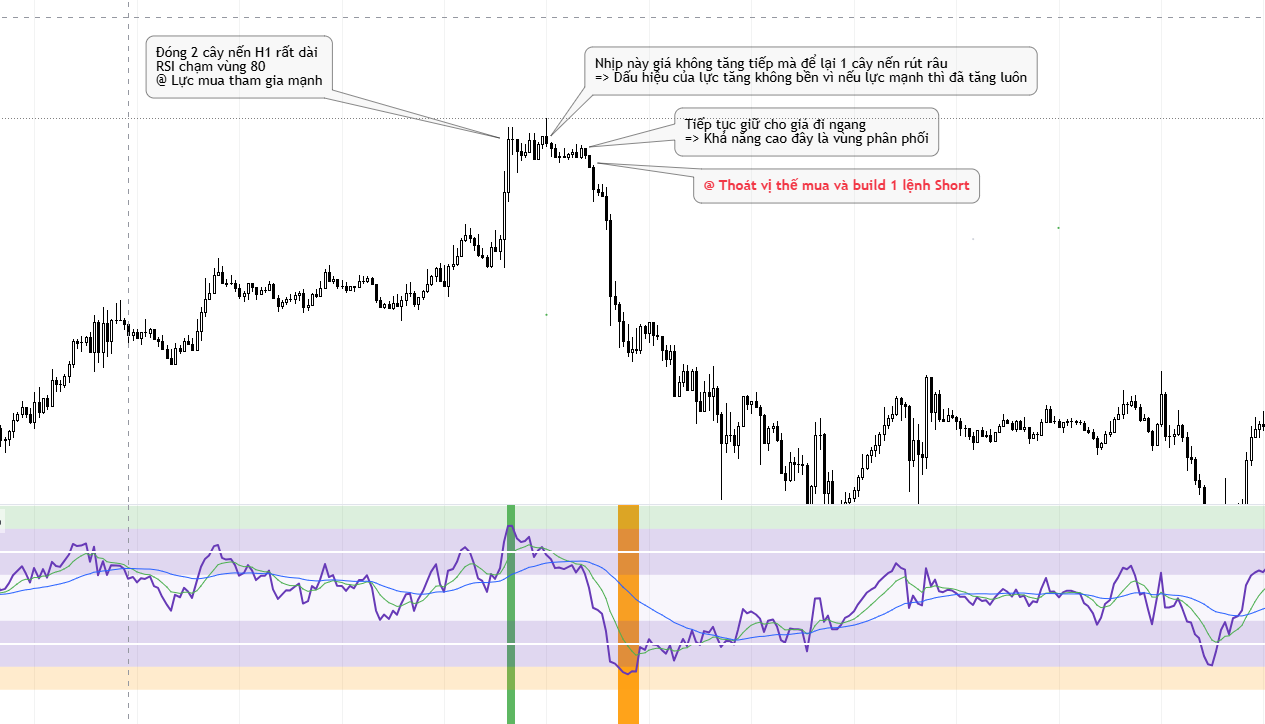 Đóng 2 cây nến H1 rất dài
RSI chạm vùng 80
@ Lực mua tham gia mạnh
Nhịp này giá không tăng tiếp mà để lại 1 cây nến rút râu
=> Dấu hiệu của lực tăng không bền vì nếu lực mạnh thì đã tăng luôn
Tiếp tục giữ cho giá đi ngang
=> Khả năng cao đây là vùng phân phối
@ Thoát vị thế mua và build 1 lệnh Short